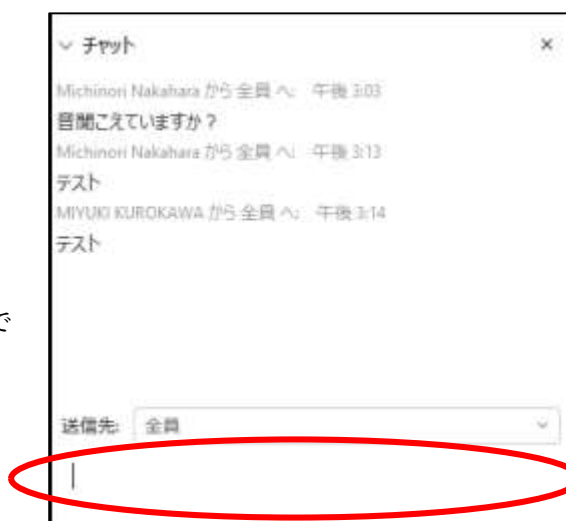 チャット ×
Michinori Nakahara から 全員 へ: 午後 3:03
音聞こえていますか？
Michinori Nakahara から 全員 へ: 午後 3:13
テスト
MIYUKI KUROKAWA から 全員 へ: 午後 3:14
テスト
で
送信先: 全員